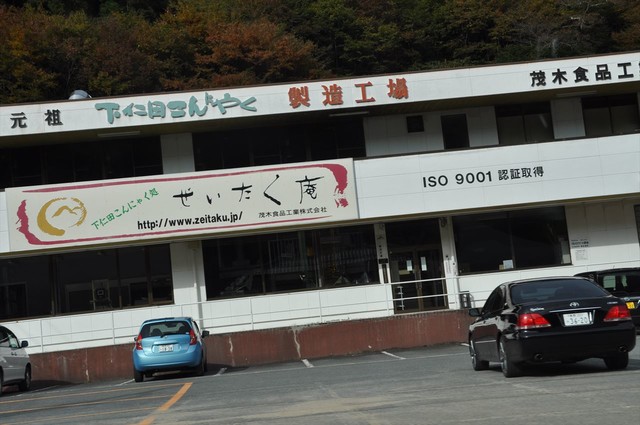 元祖 下仁田こんにゃく 製造工場 茂木食品工
下仁田こんにゃく処 ぜいたく庵
http://www.zeitaku.jp/
茂木食品工業株式会社
ISO 9001 認証取得